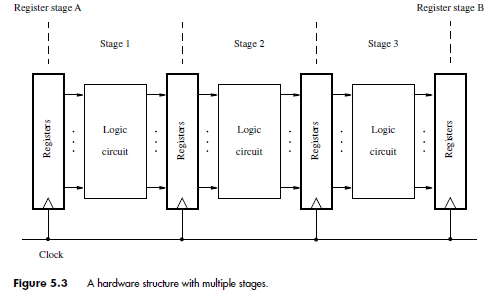 Register stage A
Register stage B
Stage 1
Stage 2
Stage 3
Registers
Logic
circuit
Registers
Logic
circuit
Registers
Logic
circuit
Registers
Clock
Figure 5.3 A hardware structure with multiple stages.